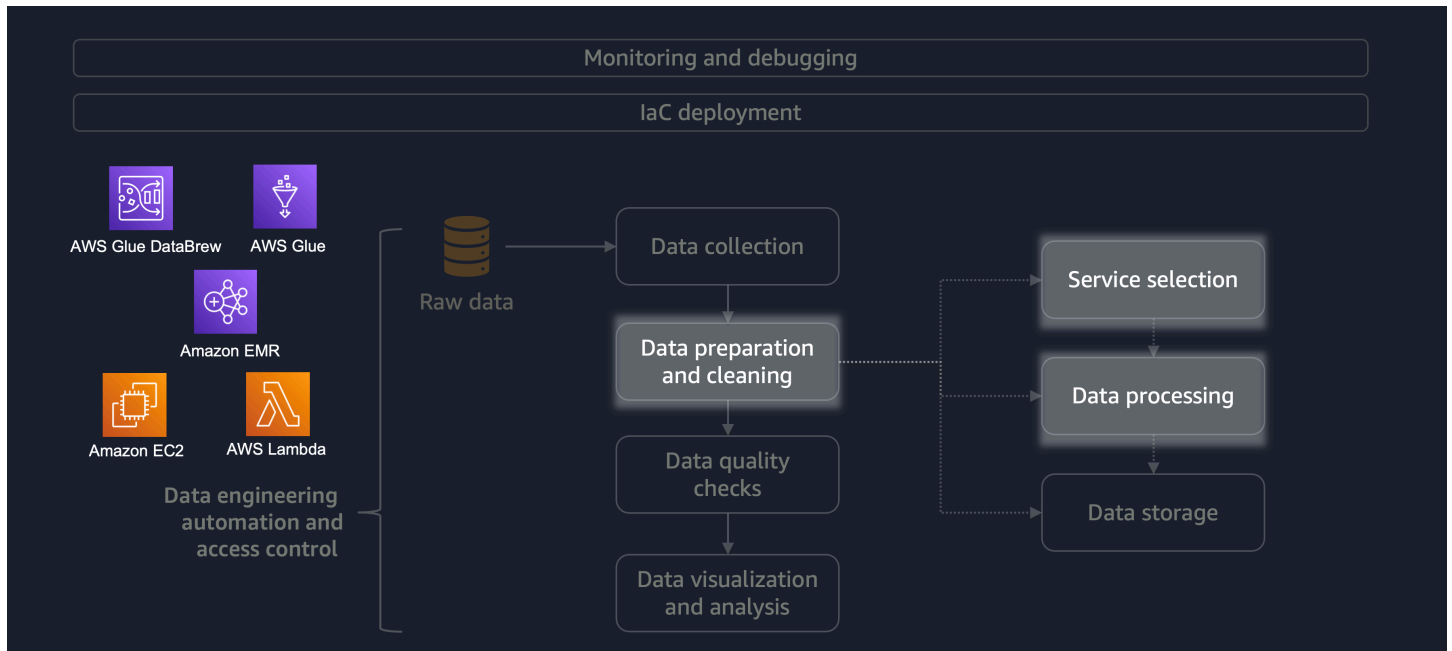 Monitoring and debugging
IaC deployment
AWS Glue DataBrew
AWS Glue
Amazon EMR
Amazon EC2
AWS Lambda
Data engineering
automation and
access control
Raw data
Data collection
Data preparation
and cleaning
Data quality
checks
Data visualization
and analysis
Service selection
Data processing
Data storage